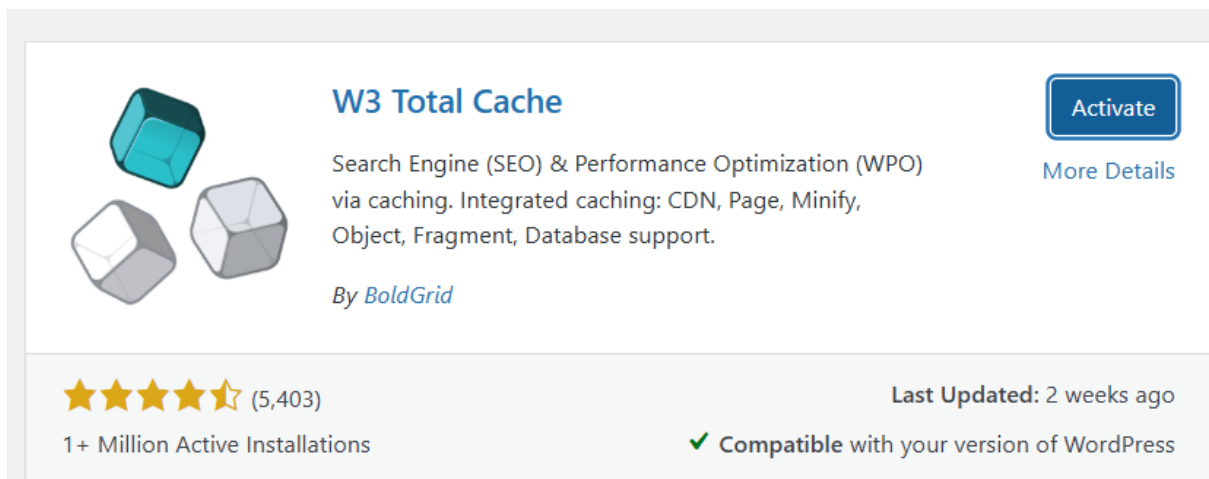 W3 Total Cache
Activate
More Details
Search Engine (SEO) & Performance Optimization (WPO)
via caching. Integrated caching: CDN, Page, Minify,
Object, Fragment, Database support.
By BoldGrid
(5,403)
Last Updated: 2 weeks ago
1+ Million Active Installations
Compatible with your version of WordPress